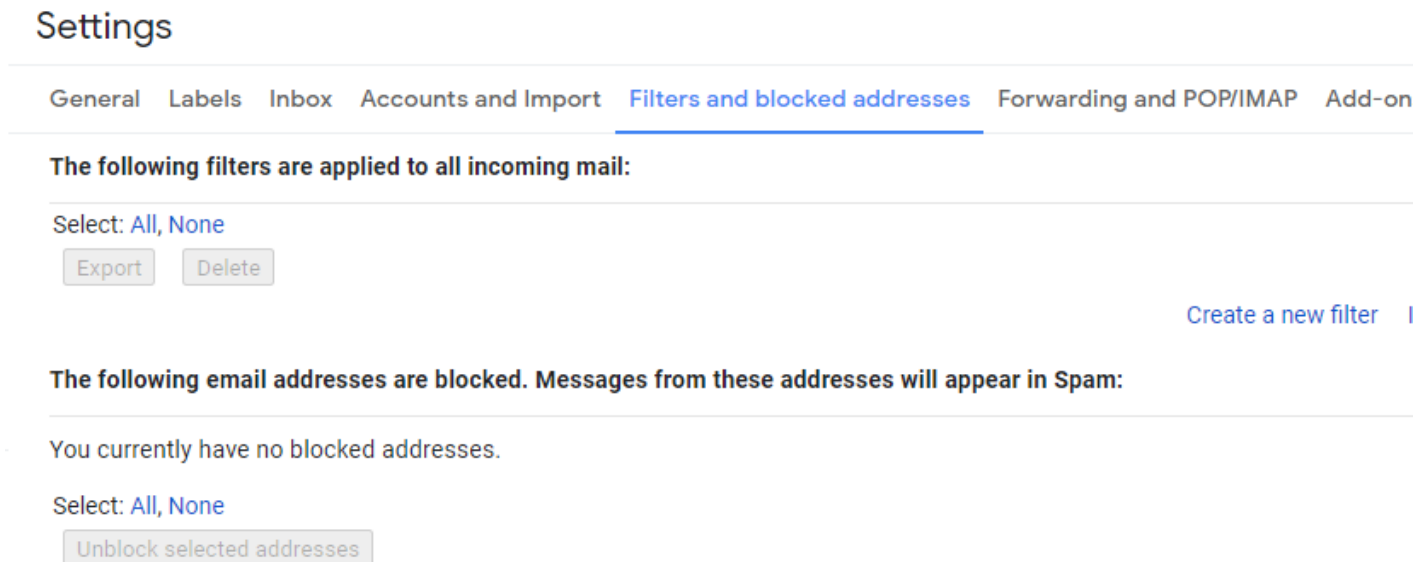 Settings
General Labels Inbox Accounts and Import Filters and blocked addresses Forwarding and POP/IMAP Add-on
The following filters are applied to all incoming mail:
Select: All, None
Export Delete
Create a new filter
The following email addresses are blocked. Messages from these addresses will appear in Spam:
You currently have no blocked addresses.
Select: All, None
Unblock selected addresses